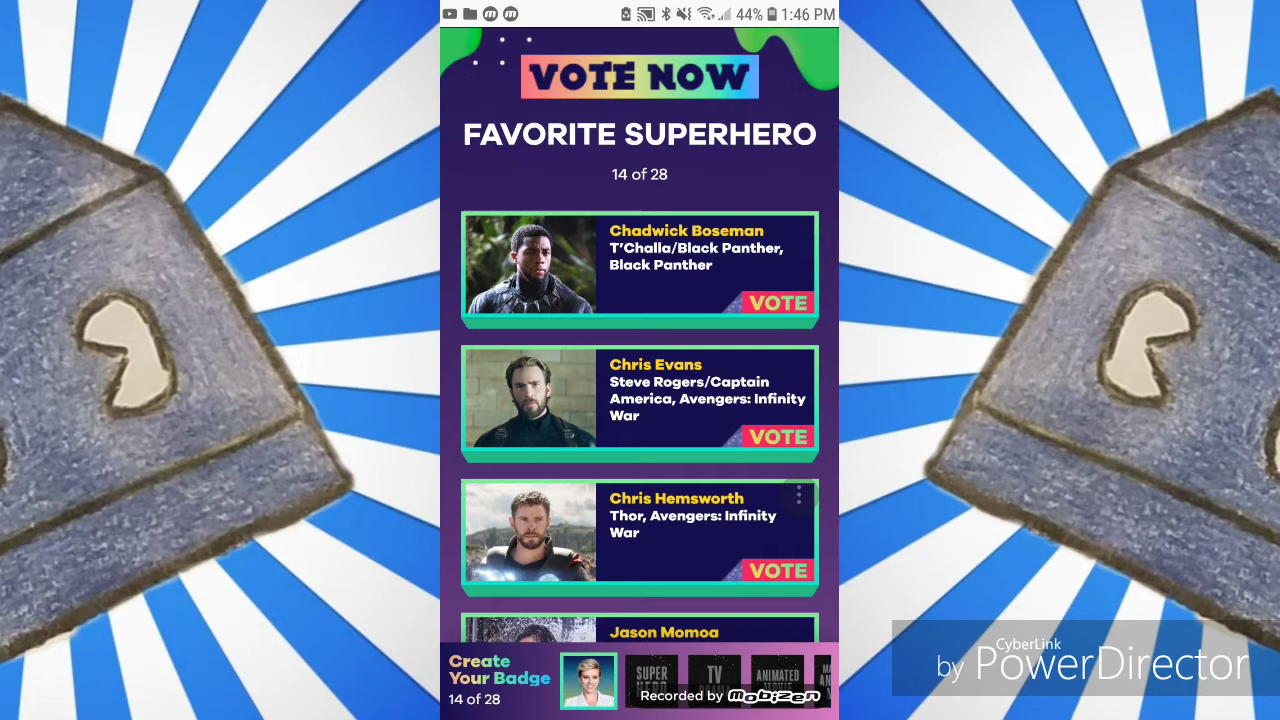 44% 1:46 PM
VOTE NOW
FAVORITE SUPERHERO
14 of 28
Chadwick Boseman
T'Challa/Black Panther,
Black Panther
VOTE
Chris Evans
Steve Rogers/Captain
America, Avengers: Infinity
War
VOTE
Chris Hemsworth
Thor, Avengers: Infinity
War
VOTE
Jason Momoa
Create
Your Badge
14 of 28
SUPER
HERO
TV
ANIMATED
MOVIE
Recorded by mobizen
by CyberLink
PowerDirector